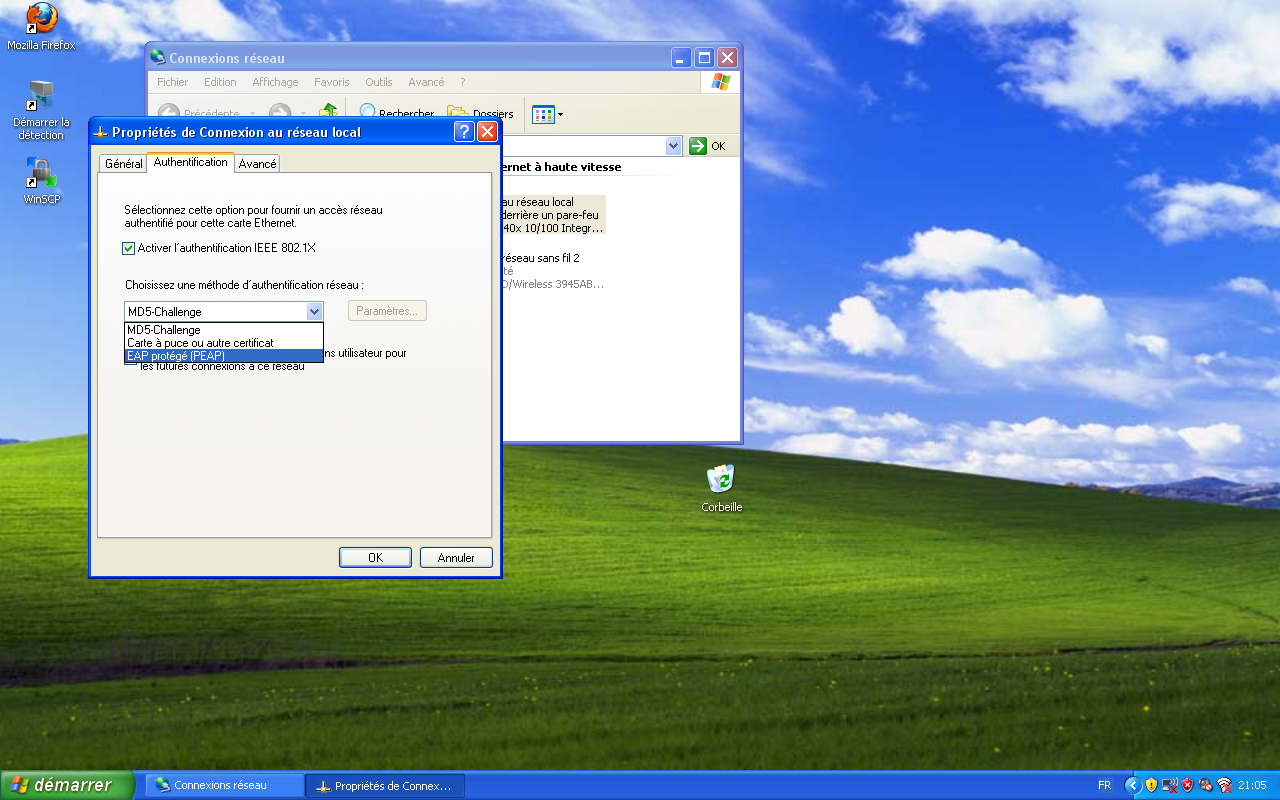 Mozilla Firefox
Démarrer la
détection
WinSCP
Connexions réseau
Fichier Edition Affichage Favoris Outils Avancé ?
Précédente Rechercher Dossiers
OK
ernet à haute vitesse
au réseau local
derrière un pare-feu
40x 10/100 Integr...
réseau sans fil 2
té
/Wireless 3945AB...
Propriétés de Connexion au réseau local
Général Authentification Avancé
Sélectionnez cette option pour fournir un accès réseau
authentifié pour cette carte Ethernet.
Activer l'authentification IEEE 802.1X
Choisissez une méthode d'authentification réseau :
MD5-Challenge Paramètres...
MD5-Challenge
Carte à puce ou autre certificat
EAP protégé (PEAP)
ns utilisateur pour
les futures connexions à ce réseau
OK Annuler
Corbeille
démarrer Connexions réseau Propriétés de Connex... FR 21:05